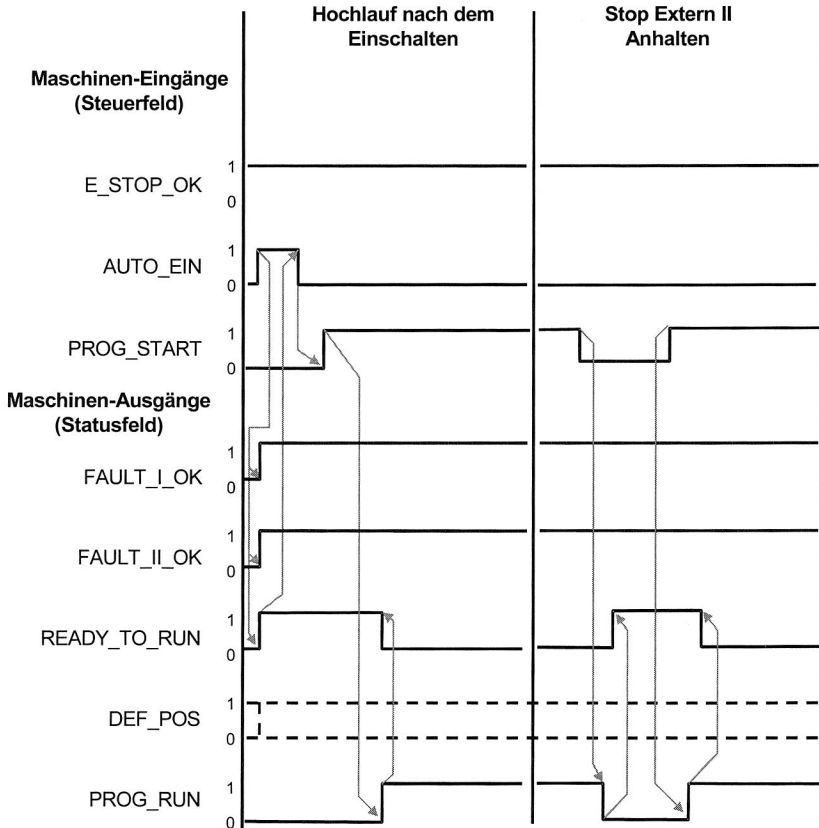 Hochlauf nach dem
Einschalten
Stop Extern II
Anhalten
Maschinen-Eingänge
(Steuerfeld)
1
E_STOP_OK
0
1
AUTO_EIN
0
1
PROG_START
0
Maschinen-Ausgänge
(Statusfeld)
1
FAULT_I_OK
0
1
FAULT_II_OK
0
1
READY_TO_RUN
0
1
DEF_POS
0
1
PROG_RUN
0